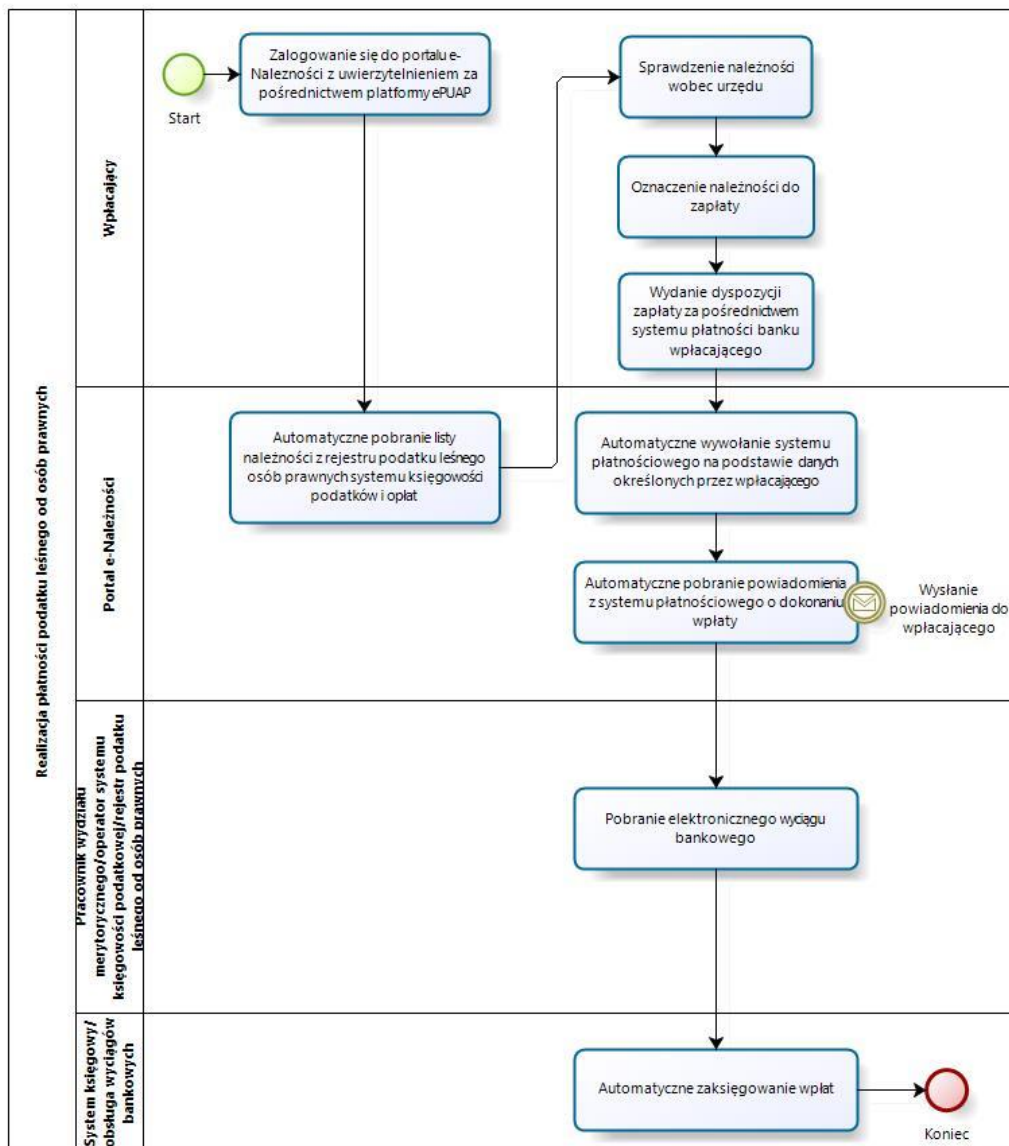 Realizacja płatności podatku leśnego od osób prawnych
Wpłacający
Start
Zalogowanie się do portalu e-
Nalezności z uwierzytelnieniem za
pośrednictwem platformy ePUAP
Sprawdzenie należności
wobec urzędu
Oznaczenie należności do
zapłaty
Wydanie dyspozycji
zapłaty za pośrednictwem
systemu płatności banku
wpłacającego
Portal e-Należności
Automatyczne pobranie listy
należności z rejestru podatku leśnego
osób prawnych systemu księgowości
podatków i opłat
Automatyczne wywołanie systemu
płatnościowego na podstawie danych
określonych przez wpłacającego
Automatyczne pobranie powiadomienia
z systemu płatnościowego o dokonaniu
wpłaty
Wysłanie
powiadomienia do
wpłacającego
Pracownik wydziału
merytorycznego/operator systemu
księgowości podatkowej/rejestr podatku
leśnego od osób prawnych
Pobranie elektronicznego wyciągu
bankowego
System księgowy/
obsługa wyciągów
bankowych
Automatyczne zaksięgowanie wpłat
Koniec